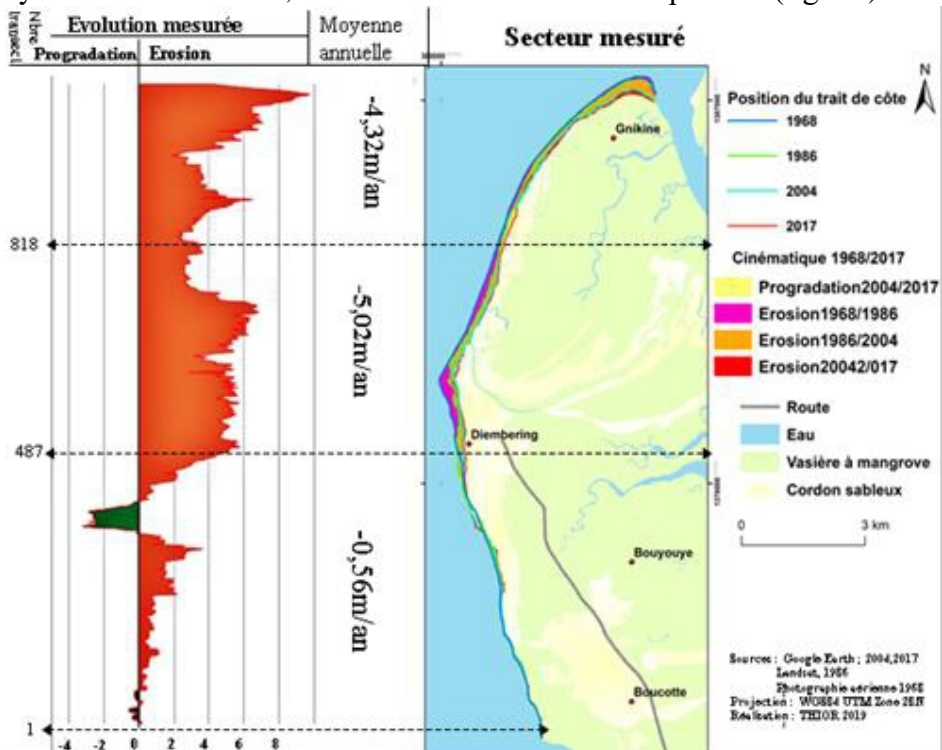 Nbre
Evolution mesurée
Progradation
Erosion
Moyenne
annuelle
-4,32m/an
-5,02m/an
-0,56m/an
818
487
1
-4 -2 0 2 4 6 8
Secteur mesuré
Gnikine
Diembering
Bouyouye
Boucotte
N
Position du trait de côte
1968
1986
2004
2017
Cinématique 1968/2017
Progradation2004/2017
Erosion1968/1986
Erosion1986/2004
Erosion20042/017
Route
Eau
Vasière à mangrove
Cordon sableux
0 3 km
Sources : Google Earth ; 2004,2017
Landsat, 1986
Photographie aérienne 1968
Projection : WGS84 UTM Zone 28N
Réalisation : THIOR 2019